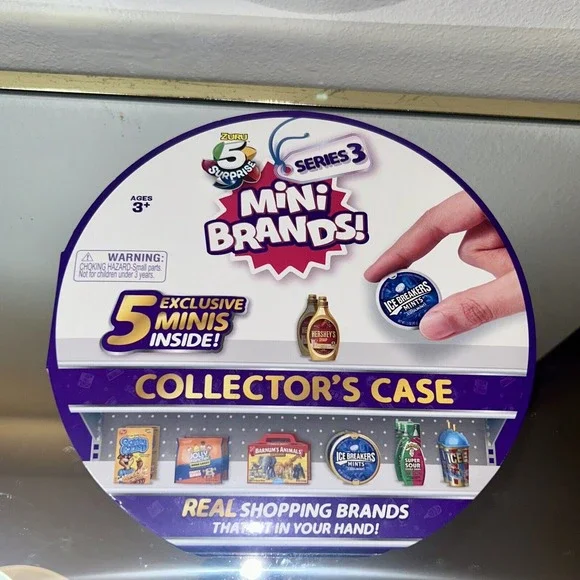 ZURU
5
SURPRISE
SERIES 3
MiNi
BRANDS!
AGES
3+
WARNING:
CHOKING HAZARD-Small parts.
Not for children under 3 years.
5 EXCLUSIVE
MINIS
INSIDE!
HERSHEY'S
SYRUP
ICE BREAKERS
MINTS
COLLECTOR'S CASE
JOLLY
BARNUM'S ANIMALS
ICE BREAKERS
MINTS
SUPER
SOUR
ICEE
REAL SHOPPING BRANDS
THAT FIT IN YOUR HAND!